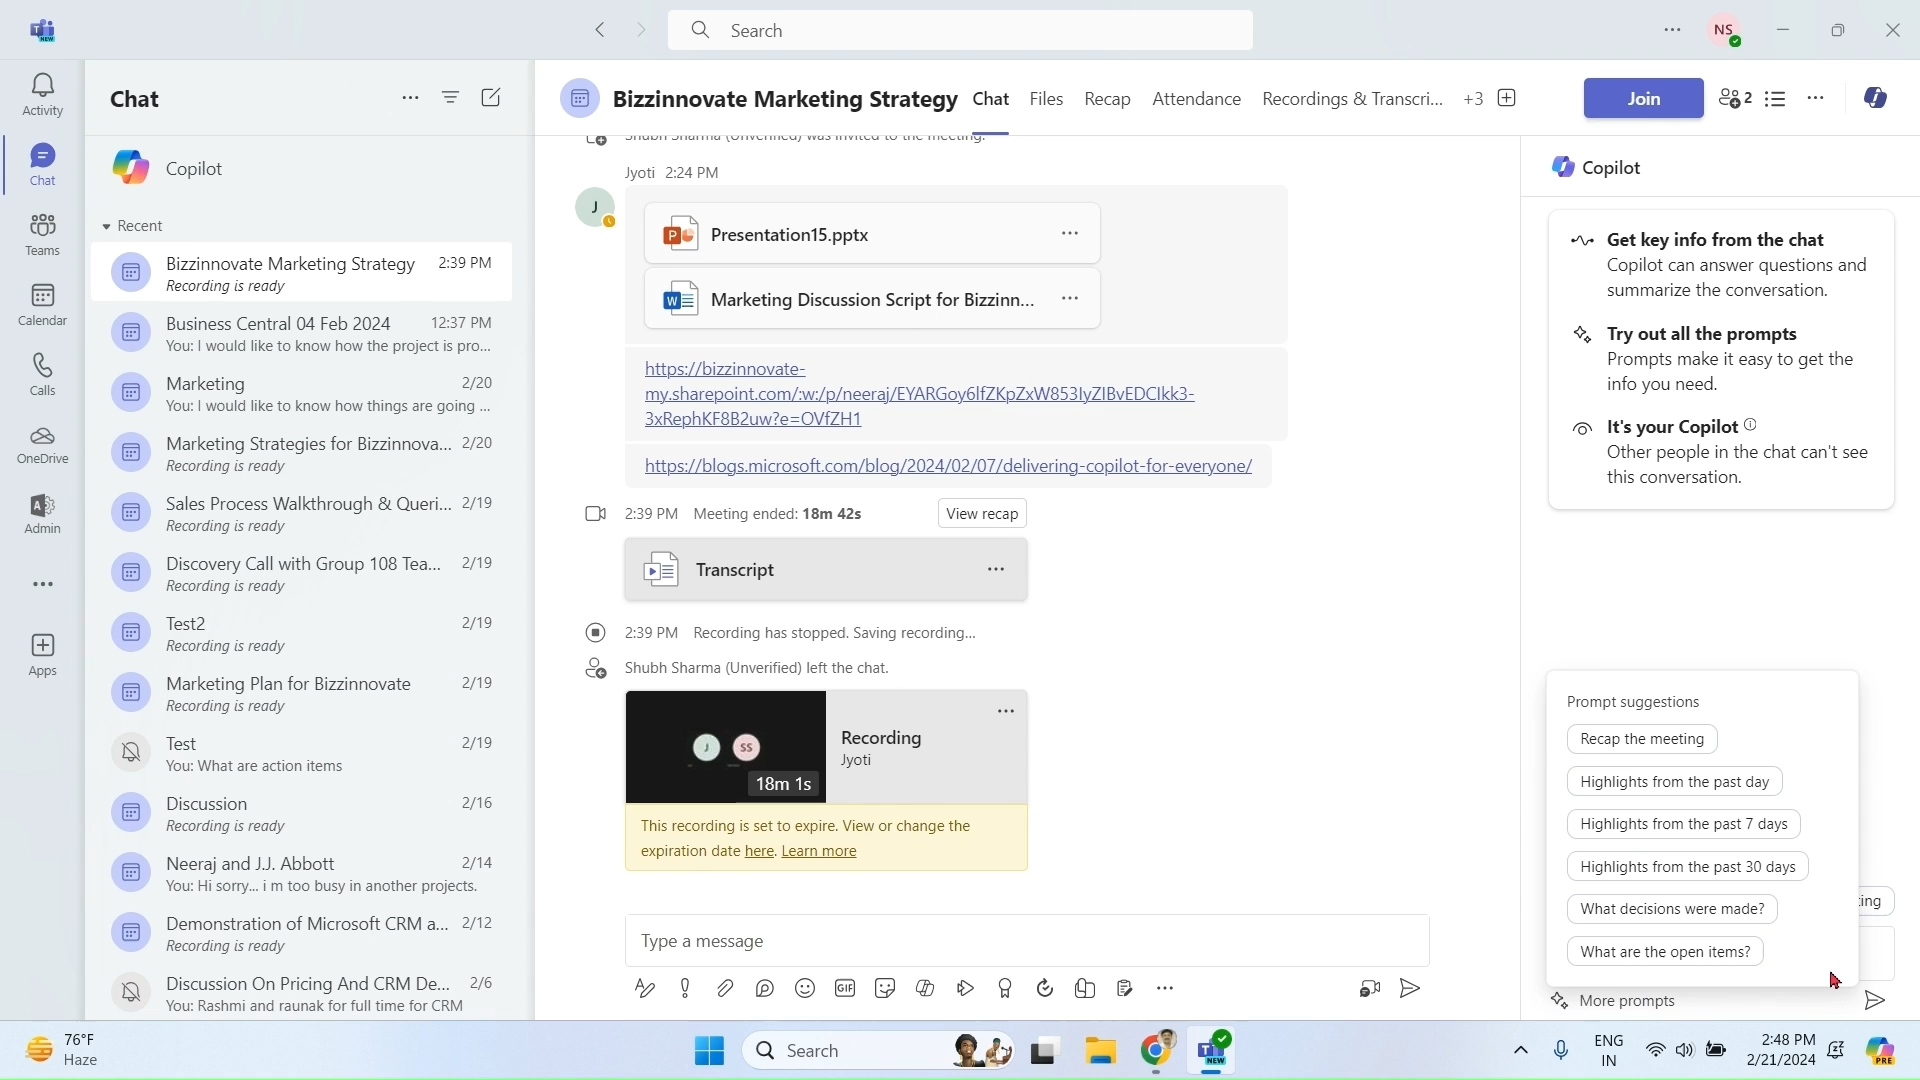 NEW
Search
NS
Activity
Chat
Teams
Calendar
Calls
OneDrive
Admin
Apps
Chat
Copilot
Recent
Bizzinnovate Marketing Strategy 2:39 PM
Recording is ready
Business Central 04 Feb 2024 12:37 PM
You: I would like to know how the project is pro...
Marketing 2/20
You: I would like to know how things are going ...
Marketing Strategies for Bizzinnova... 2/20
Recording is ready
Sales Process Walkthrough & Queri... 2/19
Recording is ready
Discovery Call with Group 108 Tea... 2/19
Recording is ready
Test2 2/19
Recording is ready
Marketing Plan for Bizzinnovate 2/19
Recording is ready
Test 2/19
You: What are action items
Discussion 2/16
Recording is ready
Neeraj and J.J. Abbott 2/14
You: Hi sorry... i m too busy in another projects.
Demonstration of Microsoft CRM a... 2/12
Recording is ready
Discussion On Pricing And CRM De... 2/6
You: Rashmi and raunak for full time for CRM
Bizzinnovate Marketing Strategy Chat Files Recap Attendance Recordings & Transcri... +3
Join 2
Shubh Sharma (Unverified) was invited to the meeting.
Jyoti 2:24 PM
J
Presentation15.pptx
Marketing Discussion Script for Bizzinn...
https://bizzinnovate-
my.sharepoint.com/:w:/p/neeraj/EYARGoy6lfZKpZxW853IyZIBvEDCIkk3-
3xRephKF8B2uw?e=OVfZH1
https://blogs.microsoft.com/blog/2024/02/07/delivering-copilot-for-everyone/
2:39 PM Meeting ended: 18m 42s View recap
Transcript
2:39 PM Recording has stopped. Saving recording...
Shubh Sharma (Unverified) left the chat.
J SS
18m 1s
Recording
Jyoti
This recording is set to expire. View or change the
expiration date here. Learn more
Type a message
GIF
Copilot
Get key info from the chat
Copilot can answer questions and
summarize the conversation.
Try out all the prompts
Prompts make it easy to get the
info you need.
It's your Copilot
Other people in the chat can't see
this conversation.
Prompt suggestions
Recap the meeting
Highlights from the past day
Highlights from the past 7 days
Highlights from the past 30 days
What decisions were made?
What are the open items?
More prompts
76°F
Haze
Search
NEW
ENG
IN
2:48 PM
2/21/2024
PRE